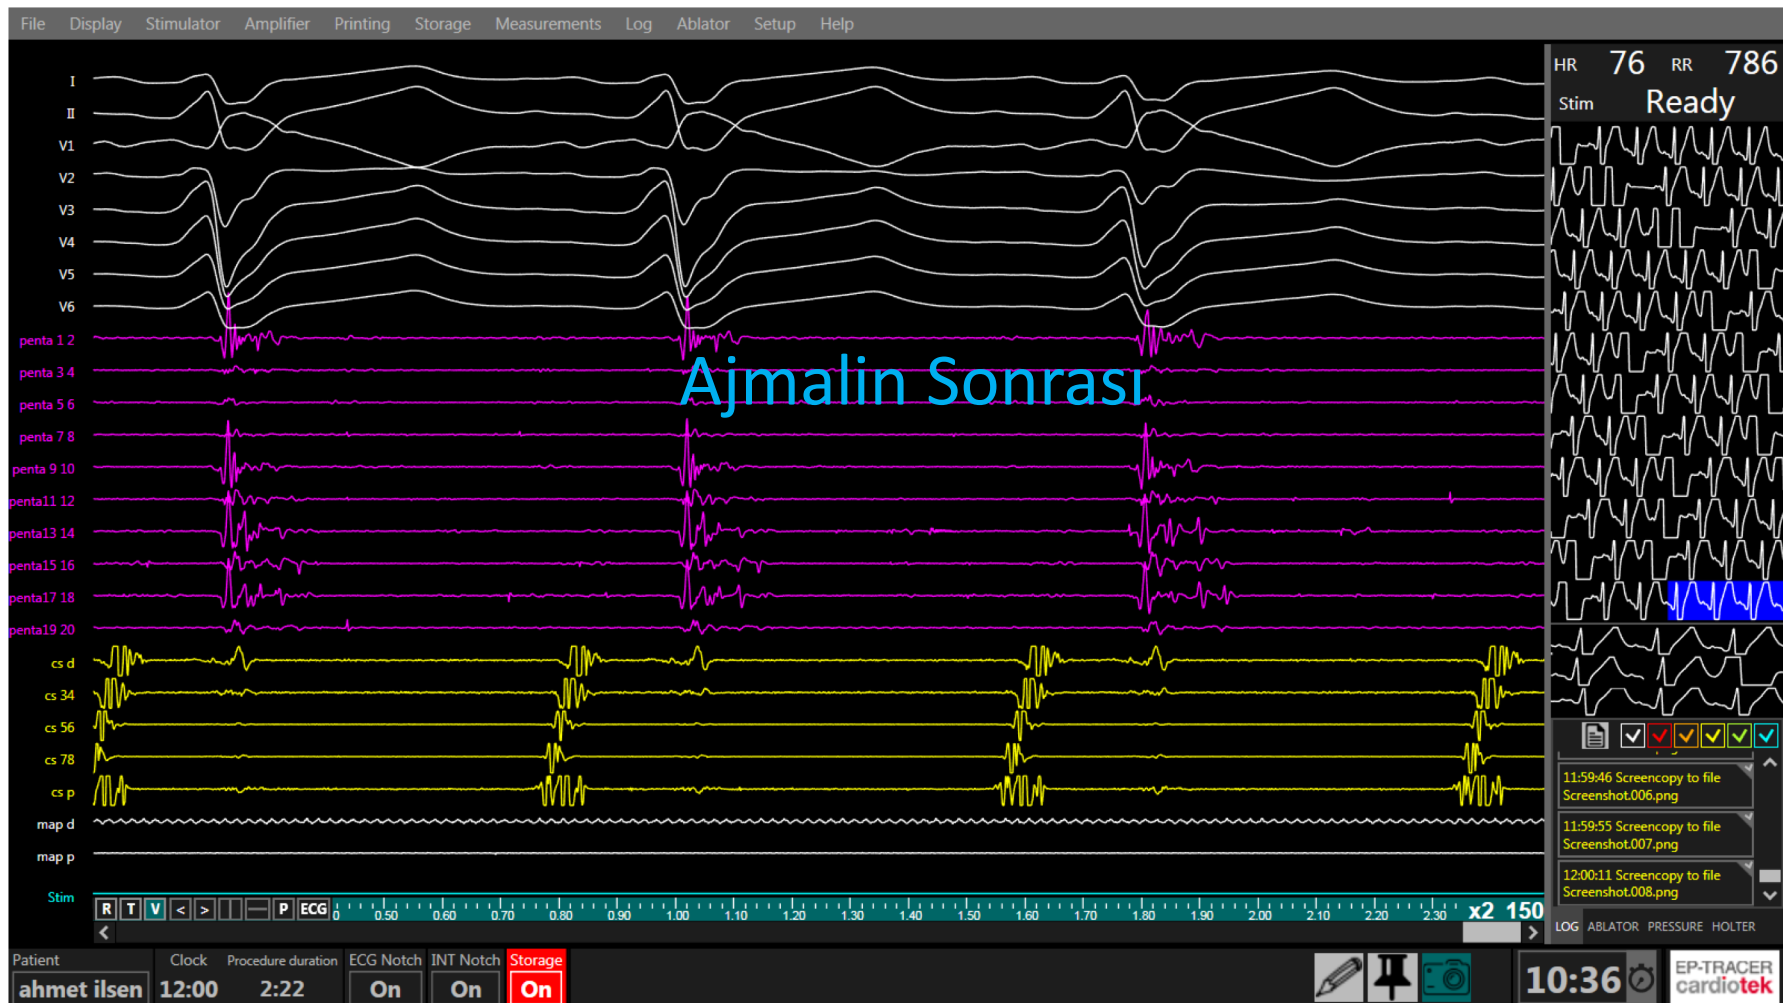 File Display Stimulator Amplifier Printing Storage Measurements Log Ablator Setup Help
HR 76 RR 786
Stim Ready
I
II
V1
V2
V3
V4
V5
V6
penta 1 2
penta 3 4
Ajmalin Sonrası
penta 5 6
penta 7 8
penta 9 10
penta11 12
penta13 14
penta15 16
penta17 18
penta19 20
cs d
cs 34
cs 56
cs 78
cs p
map d
map p
Stim
11:59:46 Screencopy to file
Screenshot.006.png
11:59:55 Screencopy to file
Screenshot.007.png
12:00:11 Screencopy to file
Screenshot.008.png
R T V < > P ECG 0 0.50 0.60 0.70 0.80 0.90 1.00 1.10 1.20 1.30 1.40 1.50 1.60 1.70 1.80 1.90 2.00 2.10 2.20 2.30 x2 150
LOG ABLATOR PRESSURE HOLTER
Patient Clock Procedure duration ECG Notch INT Notch Storage
ahmet ilsen 12:00 2:22 On On On
10:36
EP-TRACER
cardiotek